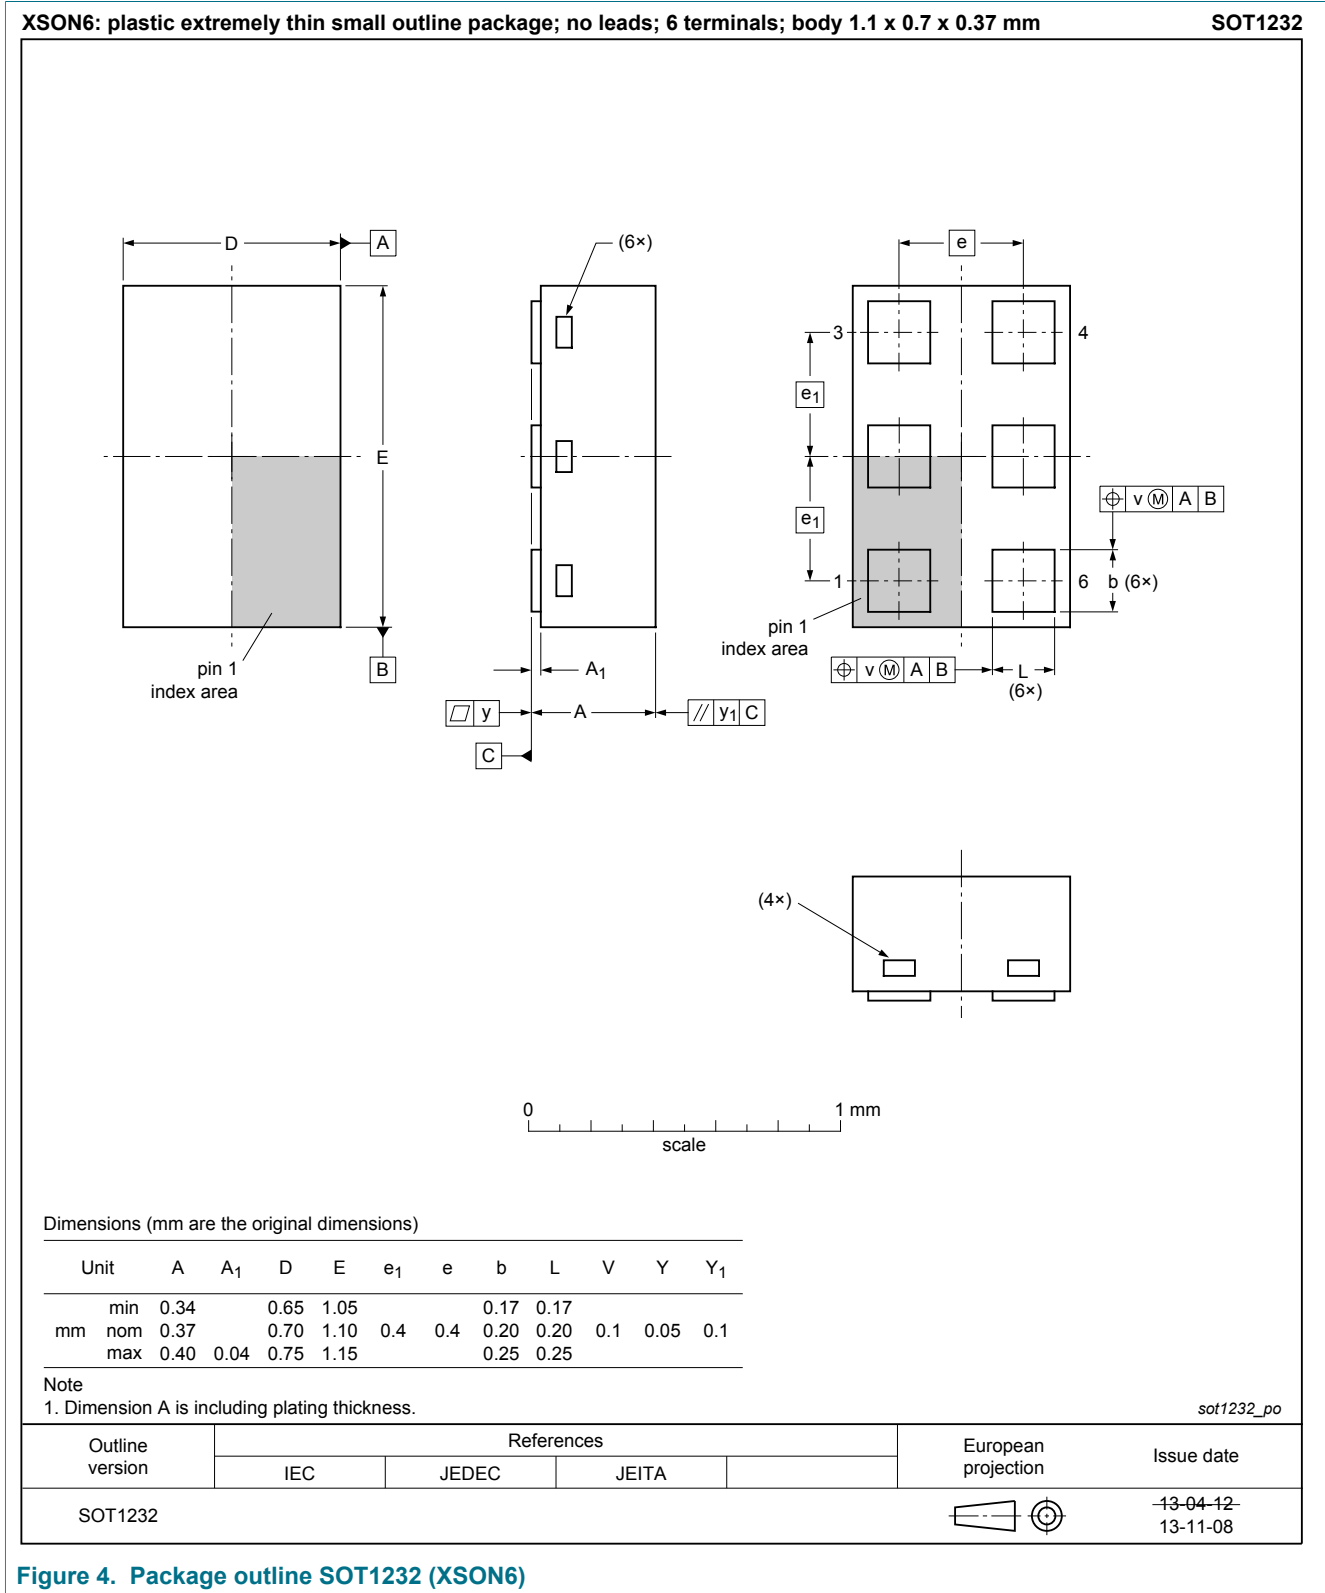 XSON6: plastic extremely thin small outline package; no leads; 6 terminals; body 1.1 x 0.7 x 0.37 mm SOT1232
D A (6×) e
3 4
e1
E
e1
v M A B
1 6 b (6×)
pin 1
index area
pin 1
index area
B A1 v M A B L
(6×)
y A y1 C
C
(4×)
0 1 mm
scale
Dimensions (mm are the original dimensions)
Unit A A1 D E e1 e b L V Y Y1
min 0.34 0.65 1.05 0.17 0.17
mm nom 0.37 0.70 1.10 0.4 0.4 0.20 0.20 0.1 0.05 0.1
max 0.40 0.04 0.75 1.15 0.25 0.25
Note
1. Dimension A is including plating thickness. sot1232_po
Outline version References European projection Issue date
IEC JEDEC JEITA
SOT1232 13-04-12
13-11-08
Figure 4. Package outline SOT1232 (XSON6)